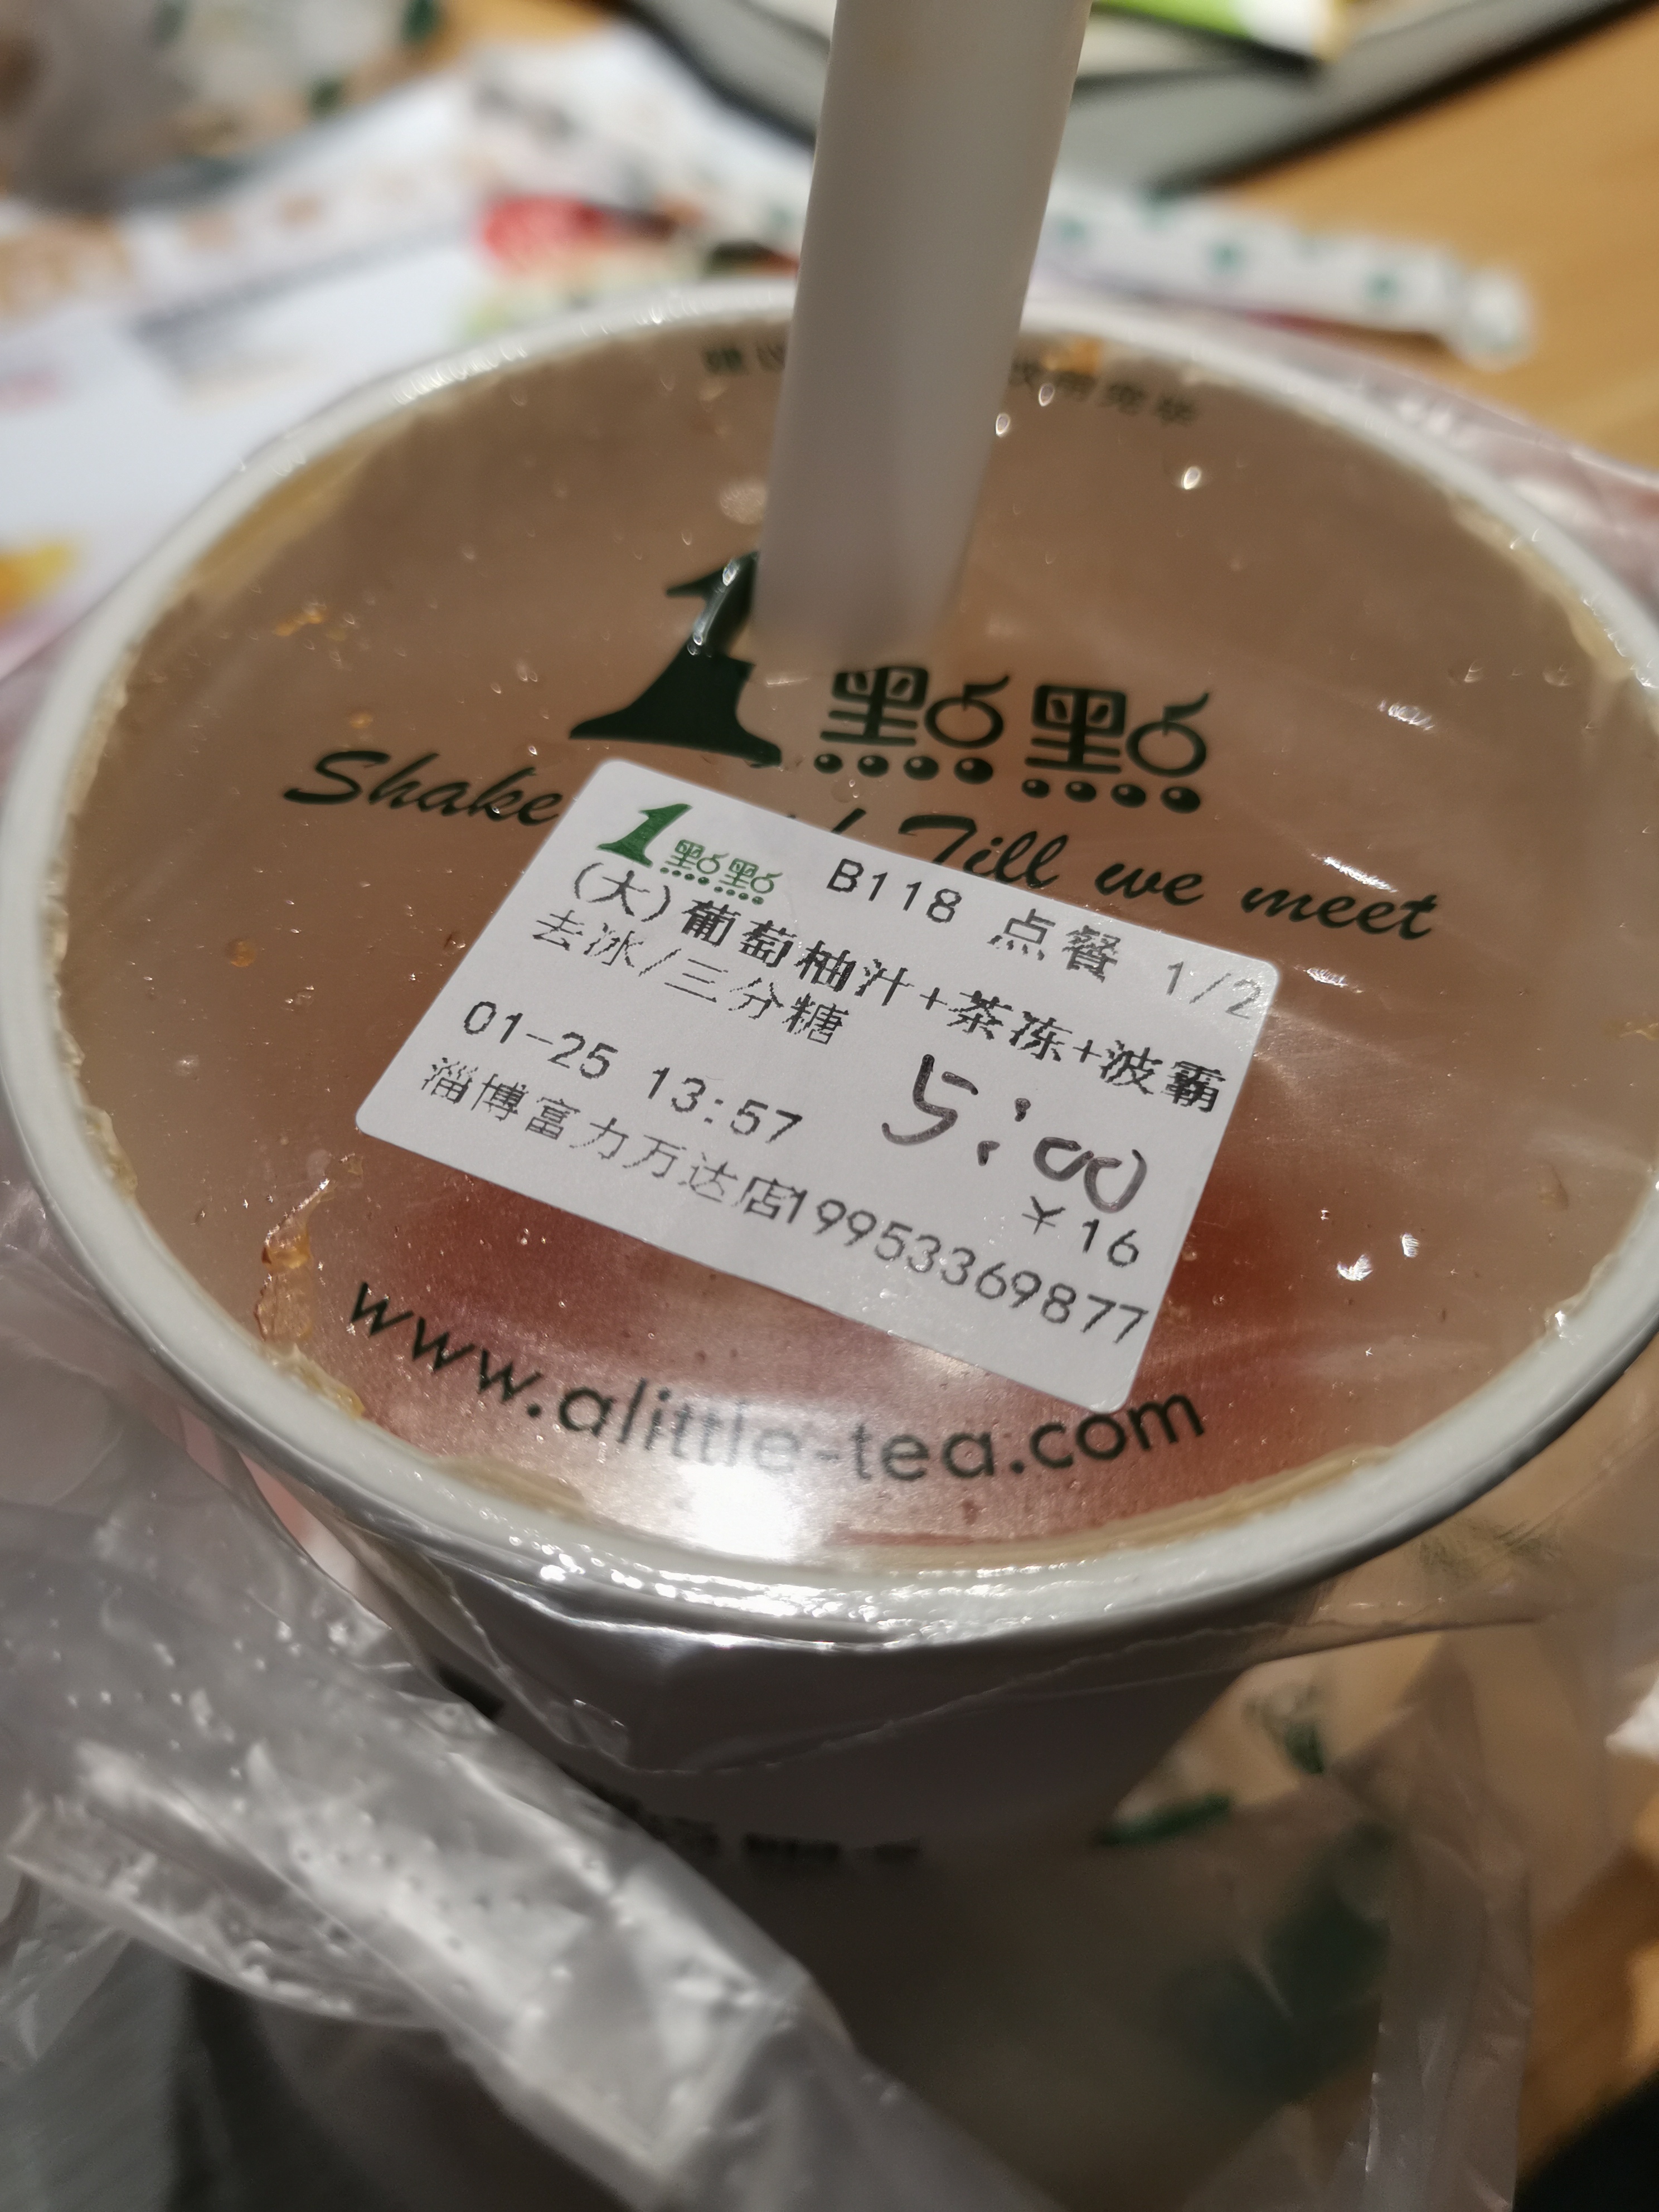 1點點
Shake Till we meet
1點點 B118 点餐 1/2
(大)葡萄柚汁+茶冻+波霸
去冰/三分糖
5:00
01-25 13:57
¥16
淄博富力万达店19953369877
www.alittle-tea.com